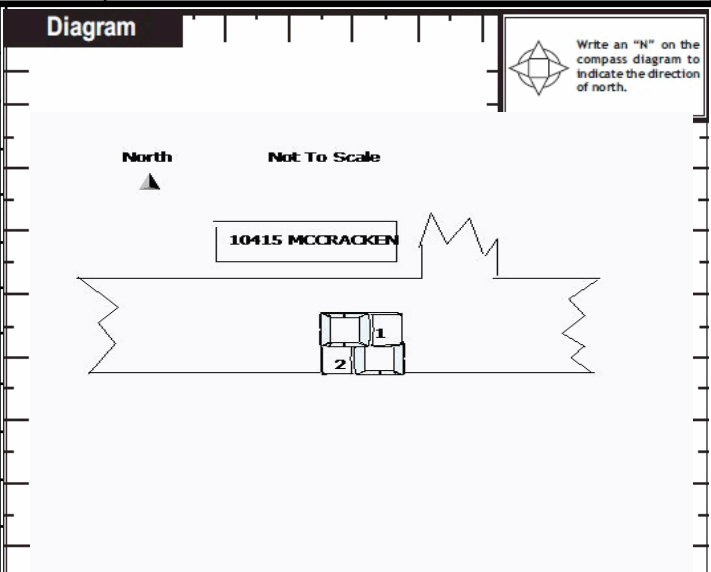 Diagram
Write an “N” on the
compass diagram to
indicate the direction
of north.
North
Not To Scale
10415 MCCRACKEN
1
2